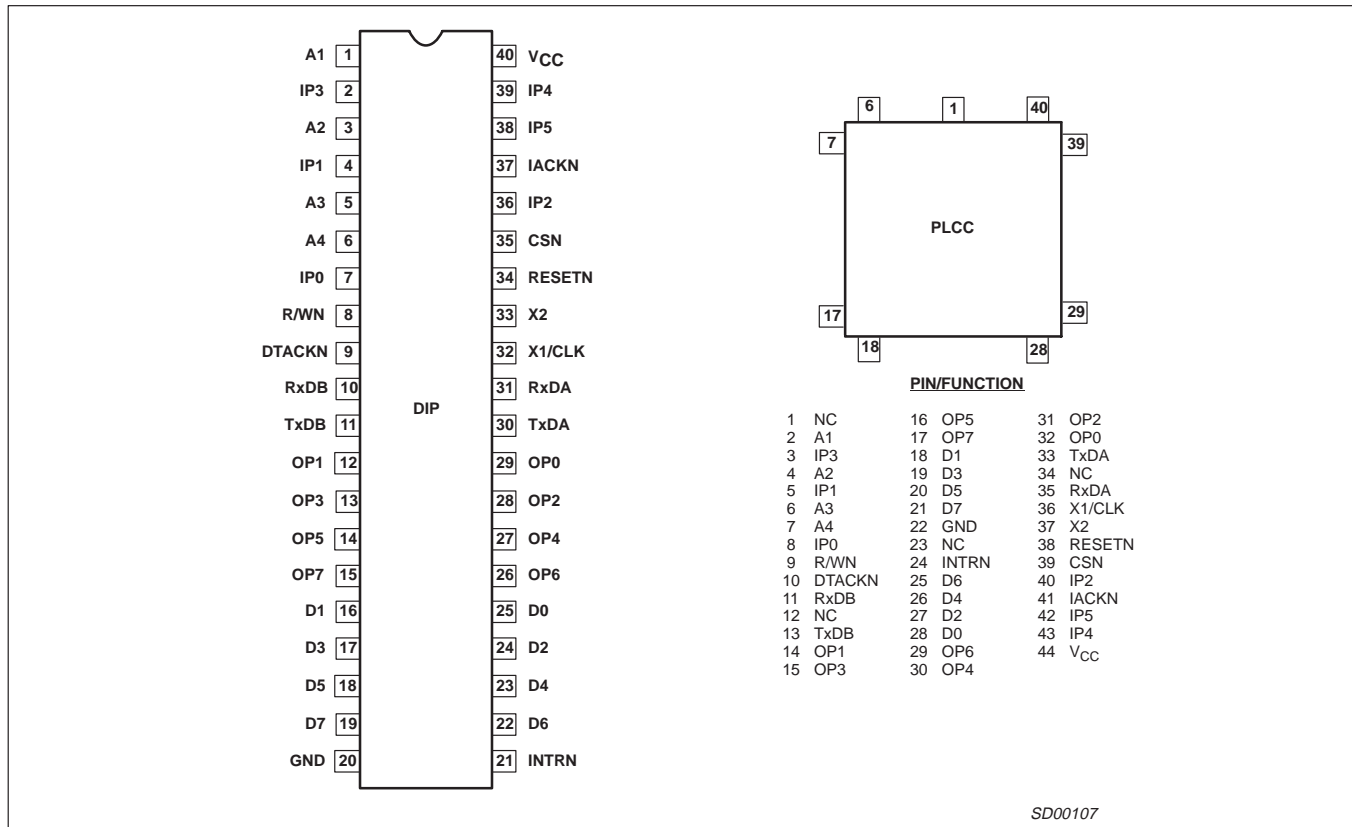 A1 1 40 VCC
IP3 2 39 IP4
A2 3 38 IP5
IP1 4 37 IACKN
A3 5 36 IP2
A4 6 35 CSN
IP0 7 34 RESETN
R/WN 8 33 X2
DTACKN 9 32 X1/CLK
RxDB 10 31 RxDA
TxDB 11 30 TxDA
OP1 12 29 OP0
OP3 13 28 OP2
OP5 14 27 OP4
OP7 15 26 OP6
D1 16 25 D0
D3 17 24 D2
D5 18 23 D4
D7 19 22 D6
GND 20 21 INTRN
DIP
6 1 40
7 39
PLCC
17 29
18 28
PIN/FUNCTION
1 NC 16 OP5 31 OP2
2 A1 17 OP7 32 OP0
3 IP3 18 D1 33 TxDA
4 A2 19 D3 34 NC
5 IP1 20 D5 35 RxDA
6 A3 21 D7 36 X1/CLK
7 A4 22 GND 37 X2
8 IP0 23 NC 38 RESETN
9 R/WN 24 INTRN 39 CSN
10 DTACKN 25 D6 40 IP2
11 RxDB 26 D4 41 IACKN
12 NC 27 D2 42 IP5
13 TxDB 28 D0 43 IP4
14 OP1 29 OP6 44 VCC
15 OP3 30 OP4
SD00107